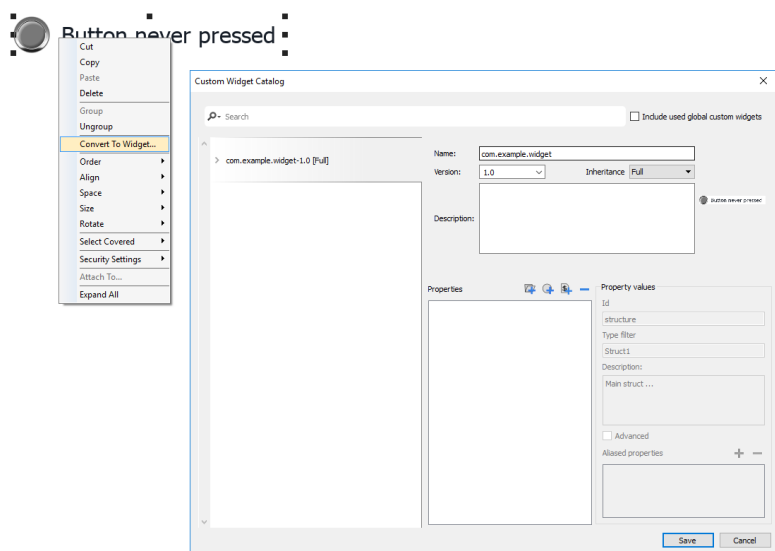 Button never pressed
Cut
Copy
Paste
Delete
Group
Ungroup
Convert To Widget...
Order
Align
Space
Size
Rotate
Select Covered
Security Settings
Attach To...
Expand All
Custom Widget Catalog
Search
Include used global custom widgets
com.example.widget-1.0 [Full]
Name:
com.example.widget
Version:
1.0
Inheritance
Full
Description:
Button never pressed
Properties
Property values
Id
structure
Type filter
Struct1
Description:
Main struct ...
Advanced
Aliased properties
Save
Cancel